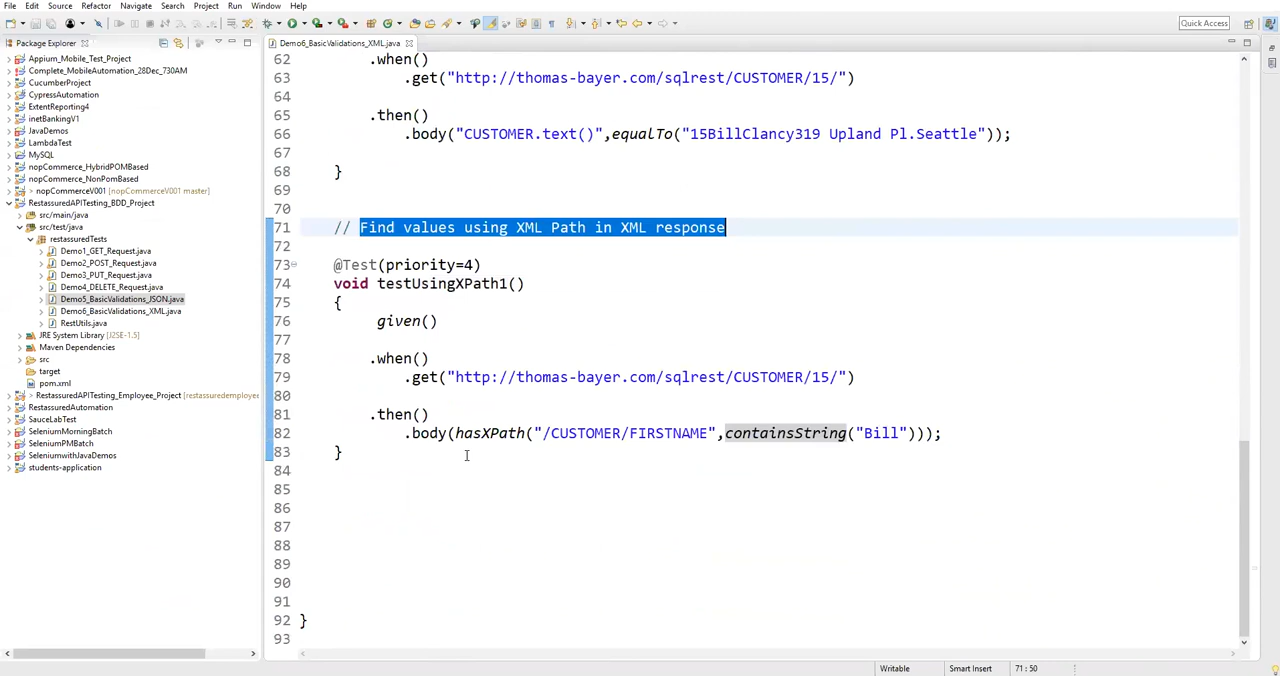 File Edit Source Refactor Navigate Search Project Run Window Help
Quick Access
Package Explorer
Demo6_BasicValidations_XML.java
Appium_Mobile_Test_Project
Complete_MobileAutomation_28Dec_730AM
CucumberProject
CypressAutomation
ExtentReporting4
inetBankingV1
JavaDemos
LambdaTest
MySQL
nopCommerce_HybridPOMBased
nopCommerce_NonPomBased
> nopCommerceV001 [nopCommerceV001 master]
RestassuredAPITesting_BDD_Project
src/main/java
src/test/java
restassuredTests
Demo1_GET_Request.java
Demo2_POST_Request.java
Demo3_PUT_Request.java
Demo4_DELETE_Request.java
Demo5_BasicValidations_JSON.java
Demo6_BasicValidations_XML.java
RestUtils.java
JRE System Library [J2SE-1.5]
Maven Dependencies
src
target
pom.xml
> RestassuredAPITesting_Employee_Project [restassuredemploye
RestassuredAutomation
SauceLabTest
SeleniumMorningBatch
SeleniumPMBatch
SeleniumwithJavaDemos
students-application
62 .when()
63 .get("http://thomas-bayer.com/sqlrest/CUSTOMER/15/")
64
65 .then()
66 .body("CUSTOMER.text()",equalTo("15BillClancy319 Upland Pl.Seattle"));
67
68 }
69
70
71 // Find values using XML Path in XML response
72
73 @Test(priority=4)
74 void testUsingXPath1()
75 {
76 given()
77
78 .when()
79 .get("http://thomas-bayer.com/sqlrest/CUSTOMER/15/")
80
81 .then()
82 .body(hasXPath("/CUSTOMER/FIRSTNAME",containsString("Bill")));
83 }
84
85
86
87
88
89
90
91
92 }
93
Writable Smart Insert 71 : 50